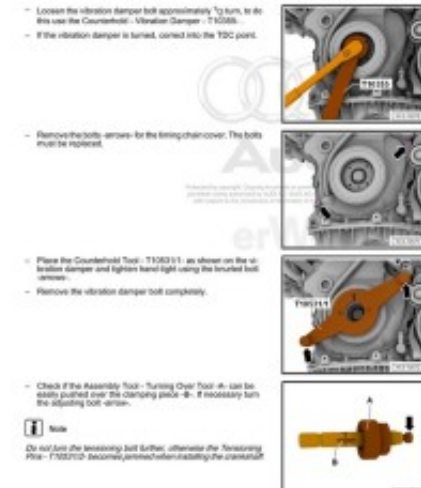 – Loosen the vibration damper bolt approximately turn, to do
this use the Counterhold - Vibration Damper - T10355-.
– If the vibration damper is turned, correct into the TDC point.
T10355
– Remove the bolts -arrows- for the timing chain cover. The bolts
must be replaced.
– Place the Counterhold Tool - T10531/1- as shown on the vi-
bration damper and tighten hand-tight using the knurled bolt
-arrows-.
– Remove the vibration damper bolt completely.
T10531/1
– Check if the Assembly Tool - Turning Over Tool -A- can be
easily pushed over the clamping piece -B-. If necessary turn
the adjusting bolt -arrow-.
A
B
i Note
Do not turn the tensioning bolt further, otherwise the Tensioning
Pins - T10531/2- becomes jammed when installing the crankshaft